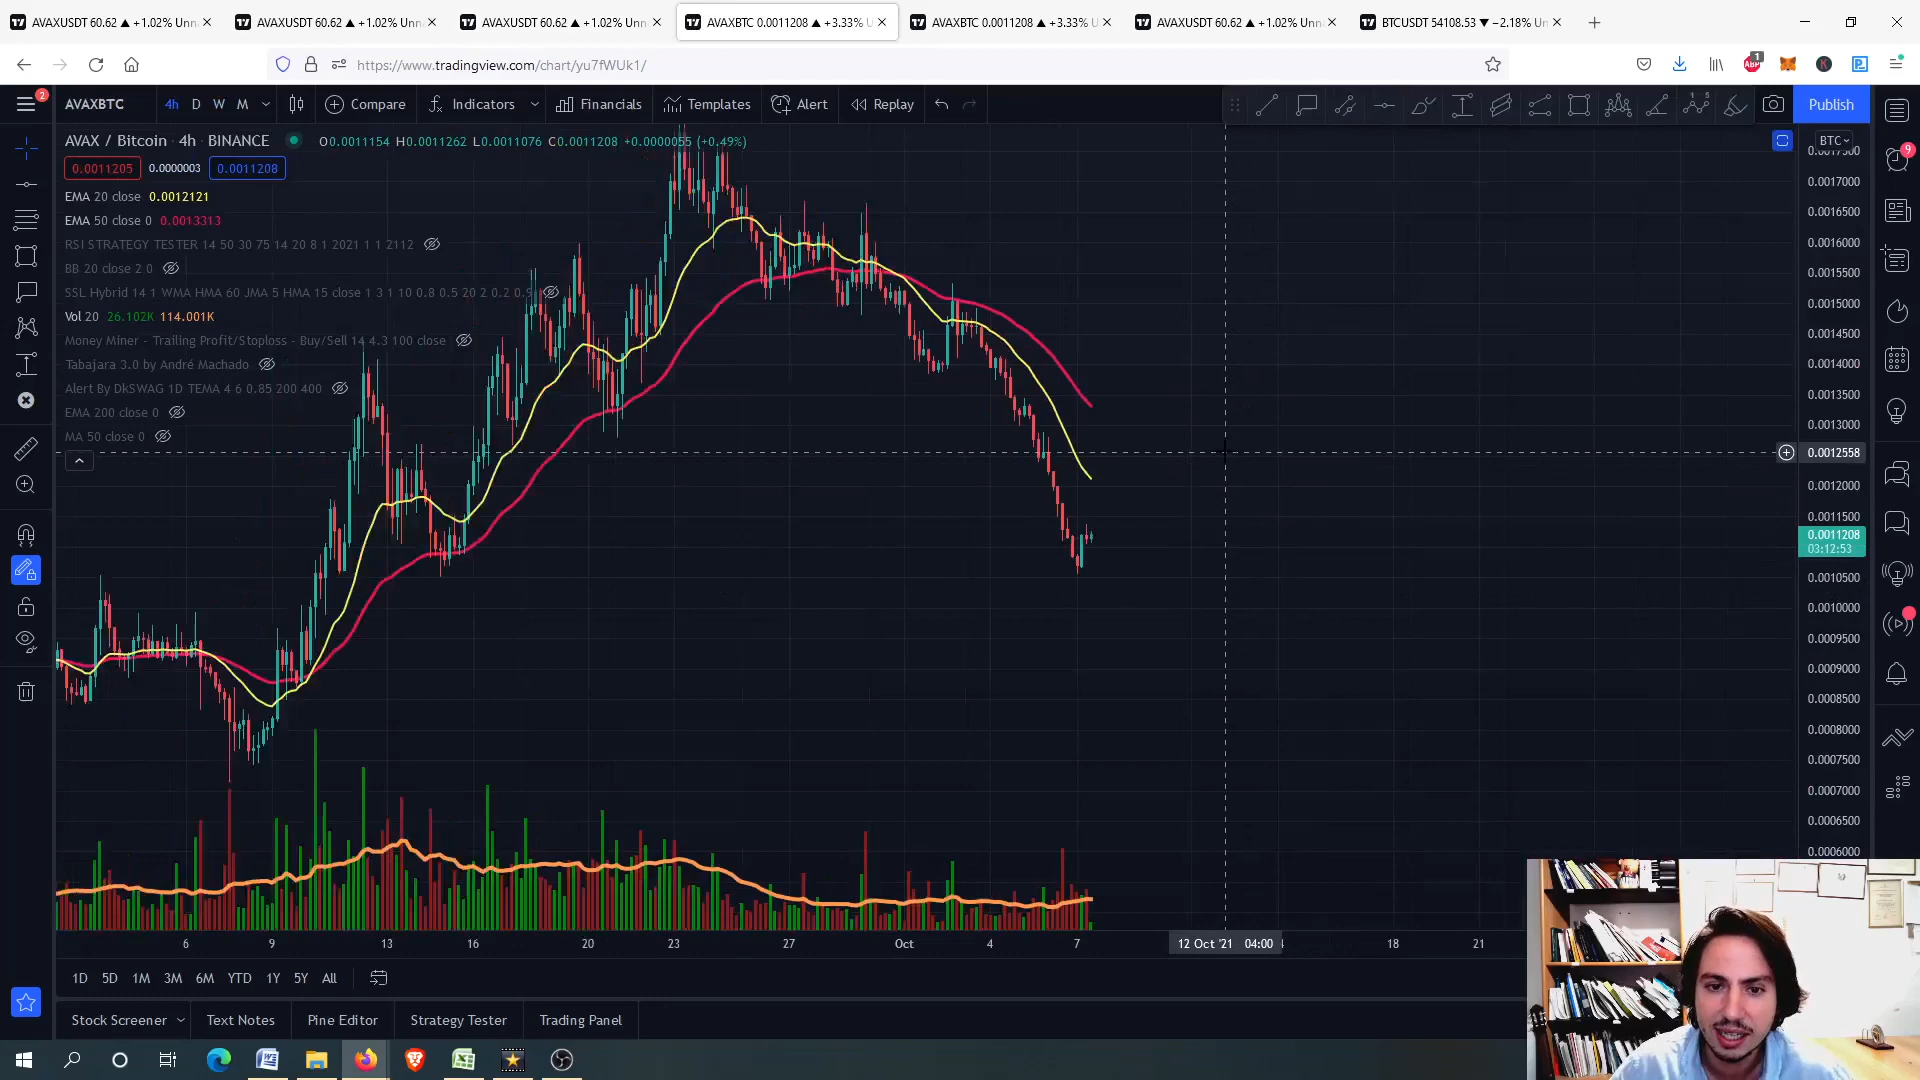 AVAXUSDT 60.62 ▲ +1.02% Unn
AVAXUSDT 60.62 ▲ +1.02% Unn
AVAXUSDT 60.62 ▲ +1.02% Unn
AVAXBTC 0.0011208 ▲ +3.33% U
AVAXBTC 0.0011208 ▲ +3.33% U
AVAXUSDT 60.62 ▲ +1.02% Unn
BTCUSDT 54108.53 ▼ −2.18% Un
https://www.tradingview.com/chart/yu7fWUk1/
1
ABP
K
2
AVAXBTC 4h D W M Compare Indicators Financials Templates Alert Replay Publish
AVAX / Bitcoin · 4h · BINANCE O0.0011154 H0.0011262 L0.0011076 C0.0011208 +0.0000055 (+0.49%)
BTC
0.0011205 0.0000003 0.0011208
EMA 20 close 0.0012121
EMA 50 close 0 0.0013313
RSI STRATEGY TESTER 14 50 30 75 14 20 8 1 2021 1 1 2112
BB 20 close 2 0
SSL Hybrid 14 1 WMA HMA 60 JMA 5 HMA 15 close 1 3 1 10 0.8 0.5 20 2 0.2 0.9
Vol 20 26.102K 114.001K
Money Miner - Trailing Profit/Stoploss - Buy/Sell 14 4.3 100 close
Tabajara 3.0 by André Machado
Alert By DkSWAG 1D TEMA 4 6 0.85 200 400
EMA 200 close 0
MA 50 close 0
0.0017500
0.0017000
0.0016500
0.0016000
0.0015500
0.0015000
0.0014500
0.0014000
0.0013500
0.0013000
0.0012558
0.0012000
0.0011500
0.0011208
03:12:53
0.0010500
0.0010000
0.0009500
0.0009000
0.0008500
0.0008000
0.0007500
0.0007000
0.0006500
0.0006000
9
6 9 13 16 20 23 27 Oct 4 7 12 Oct '21 04:00 18 21
1D 5D 1M 3M 6M YTD 1Y 5Y All
Stock Screener Text Notes Pine Editor Strategy Tester Trading Panel